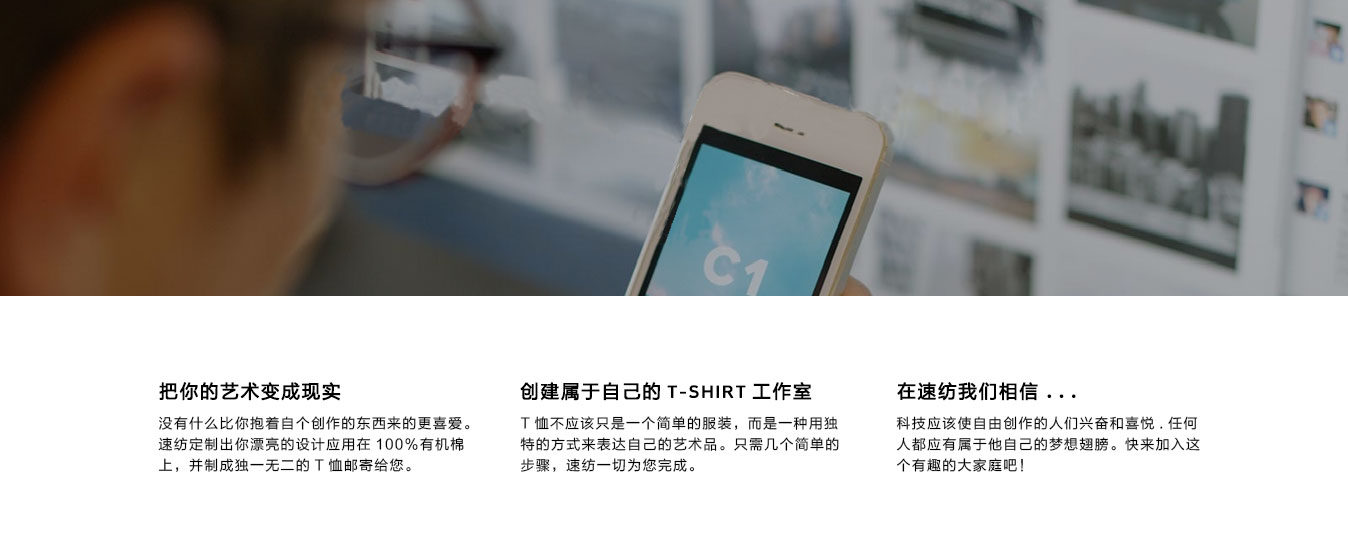 C1
把你的艺术变成现实
没有什么比你抱着自个创作的东西来的更喜爱。
速纺定制出你漂亮的设计应用在 100%有机棉
上，并制成独一无二的 T 恤邮寄给您。
创建属于自己的 T-SHIRT 工作室
T 恤不应该只是一个简单的服装，而是一种用独
特的方式来表达自己的艺术品。只需几个简单的
步骤，速纺一切为您完成。
在速纺我们相信 . . .
科技应该使自由创作的人们兴奋和喜悦 . 任何
人都应有属于他自己的梦想翅膀。快来加入这
个有趣的大家庭吧！